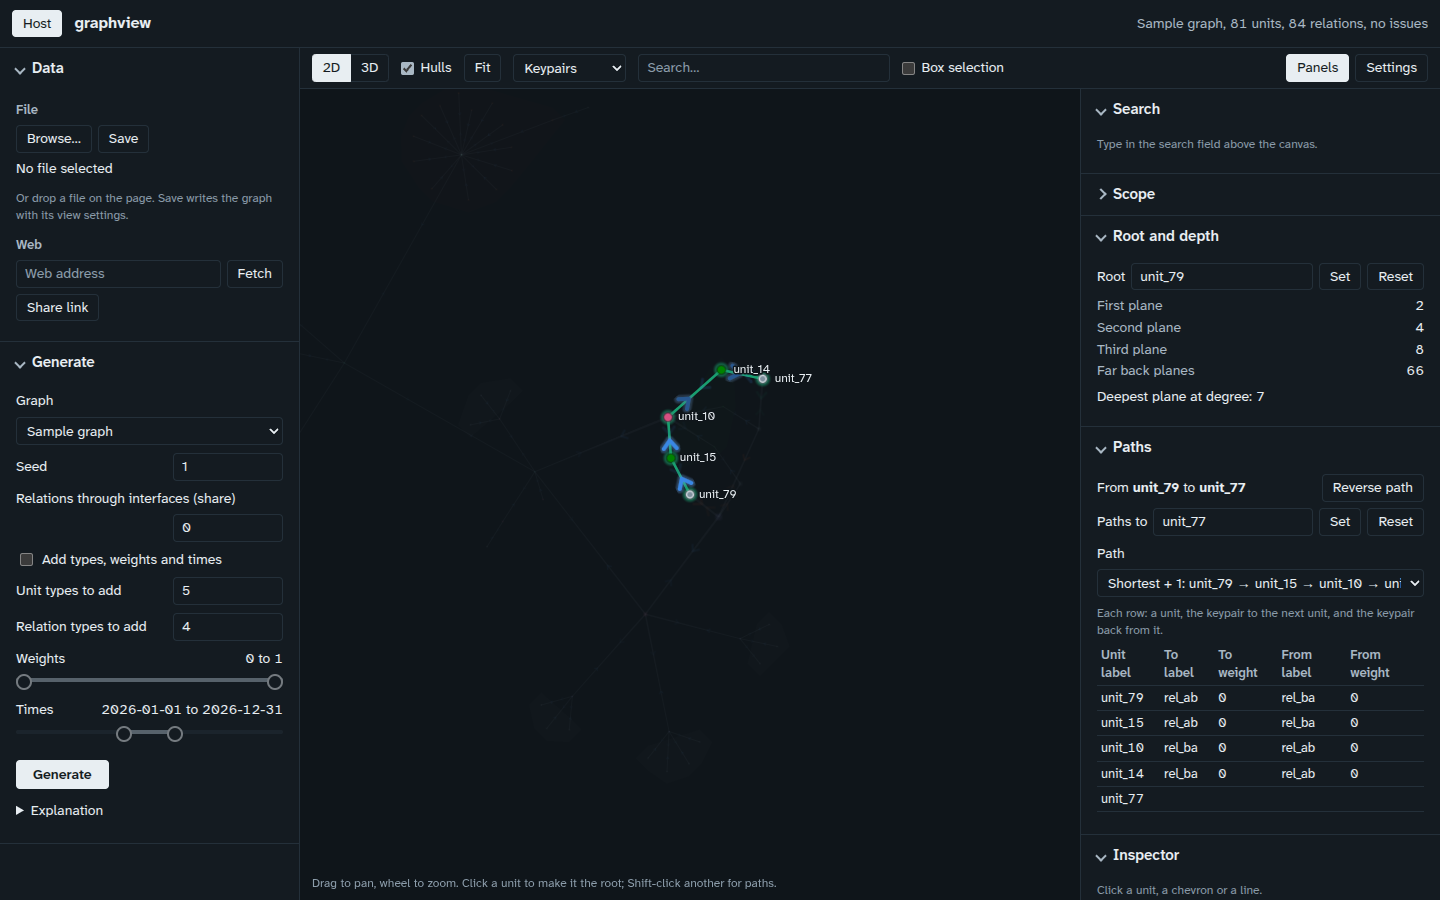 Host
graphview
Sample graph, 81 units, 84 relations, no issues
Data
File
Browse...
Save
No file selected
Or drop a file on the page. Save writes the graph
with its view settings.
Web
Web address
Fetch
Share link
Generate
Graph
Sample graph
Seed
1
Relations through interfaces (share)
0
Add types, weights and times
Unit types to add
5
Relation types to add
4
Weights
0 to 1
Times
2026-01-01 to 2026-12-31
Generate
Explanation
2D
3D
Hulls
Fit
Keypairs
Search...
Box selection
Panels
Settings
unit_14
unit_77
unit_10
unit_15
unit_79
Drag to pan, wheel to zoom. Click a unit to make it the root; Shift-click another for paths.
Search
Type in the search field above the canvas.
Scope
Root and depth
Root
unit_79
Set
Reset
First plane 2
Second plane 4
Third plane 8
Far back planes 66
Deepest plane at degree: 7
Paths
From unit_79 to unit_77
Reverse path
Paths to
unit_77
Set
Reset
Path
Shortest + 1: unit_79 → unit_15 → unit_10 → uni
Each row: a unit, the keypair to the next unit, and the keypair
back from it.
Unit label To label To weight From label From weight
unit_79 rel_ab 0 rel_ba 0
unit_15 rel_ab 0 rel_ba 0
unit_10 rel_ba 0 rel_ab 0
unit_14 rel_ba 0 rel_ab 0
unit_77
Inspector
Click a unit, a chevron or a line.